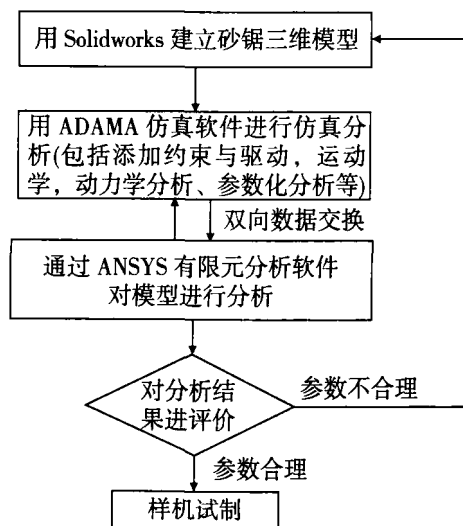 用 Solidworks 建立砂锯三维模型
用 ADAMA 仿真软件进行仿真分
析(包括添加约束与驱动，运动
学，动力学分析、参数化分析等)
双向数据交换
通过 ANSYS 有限元分析软件
对模型进行分析
对分析结
果进评价
参数不合理
参数合理
样机试制